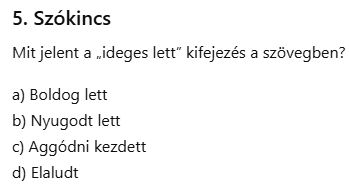 5. Szókincs
Mit jelent a „ideges lett” kifejezés a szövegben?
a) Boldog lett
b) Nyugodt lett
c) Aggódni kezdett
d) Elaludt